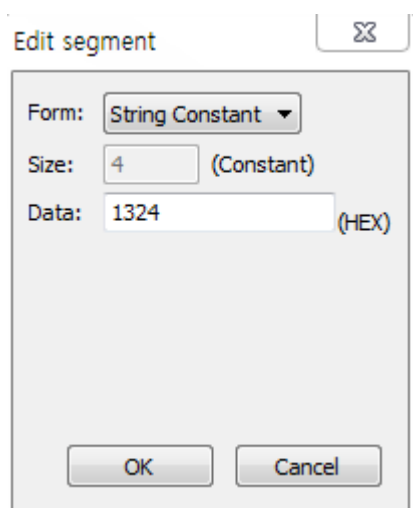 Edit segment
Form: String Constant
Size: 4 (Constant)
Data: 1324 (HEX)
OK Cancel